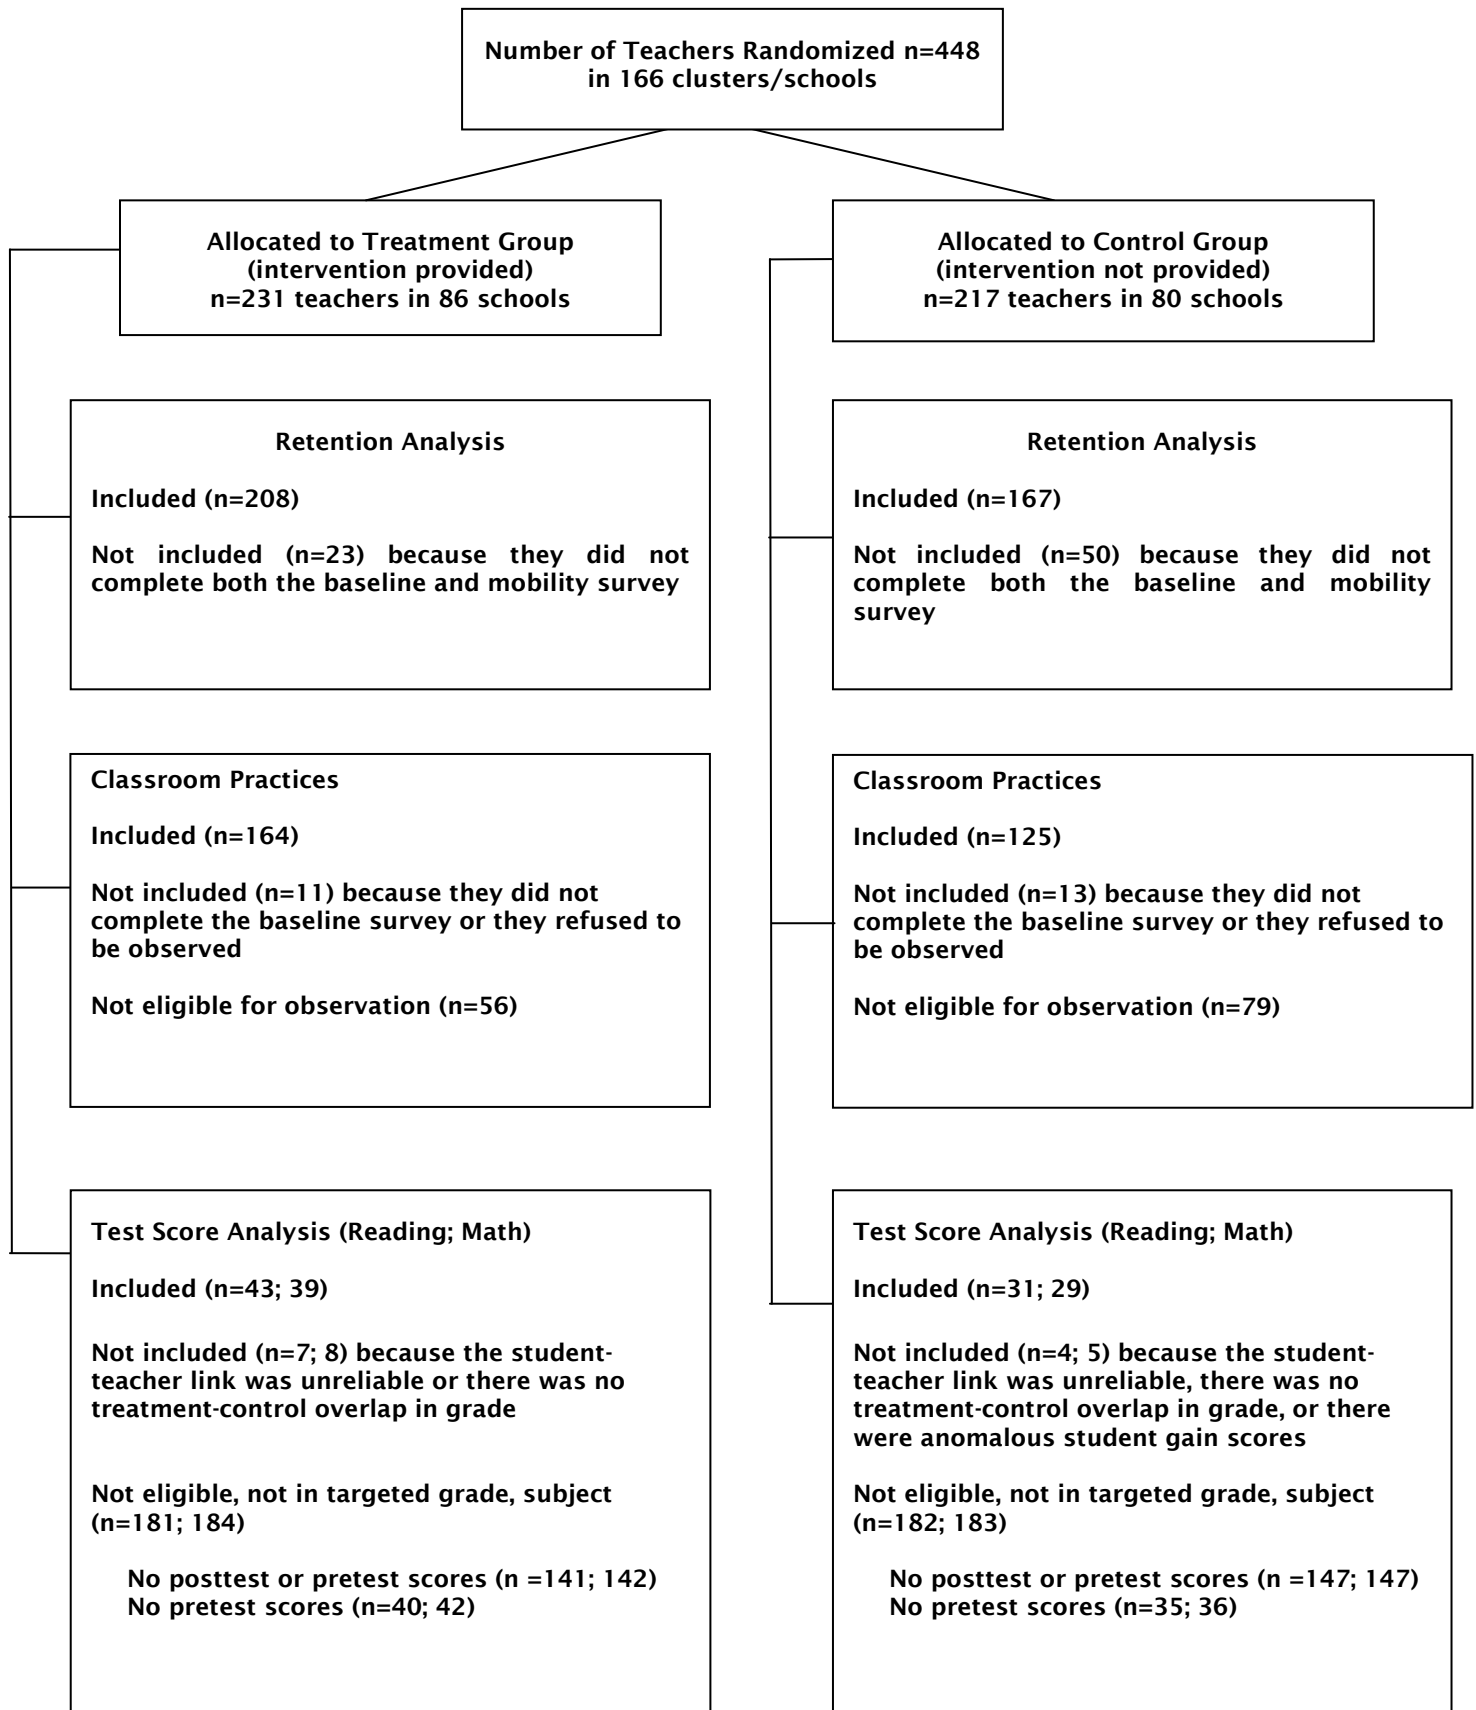 Number of Teachers Randomized n=448
in 166 clusters/schools
Allocated to Treatment Group
(intervention provided)
n=231 teachers in 86 schools
Allocated to Control Group
(intervention not provided)
n=217 teachers in 80 schools
Retention Analysis
Included (n=208)
Not included (n=23) because they did not
complete both the baseline and mobility survey
Retention Analysis
Included (n=167)
Not included (n=50) because they did not
complete both the baseline and mobility
survey
Classroom Practices
Included (n=164)
Not included (n=11) because they did not
complete the baseline survey or they refused to
be observed
Not eligible for observation (n=56)
Classroom Practices
Included (n=125)
Not included (n=13) because they did not
complete the baseline survey or they refused to
be observed
Not eligible for observation (n=79)
Test Score Analysis (Reading; Math)
Included (n=43; 39)
Not included (n=7; 8) because the student-
teacher link was unreliable or there was no
treatment-control overlap in grade
Not eligible, not in targeted grade, subject
(n=181; 184)
No posttest or pretest scores (n =141; 142)
No pretest scores (n=40; 42)
Test Score Analysis (Reading; Math)
Included (n=31; 29)
Not included (n=4; 5) because the student-
teacher link was unreliable, there was no
treatment-control overlap in grade, or there
were anomalous student gain scores
Not eligible, not in targeted grade, subject
(n=182; 183)
No posttest or pretest scores (n =147; 147)
No pretest scores (n=35; 36)